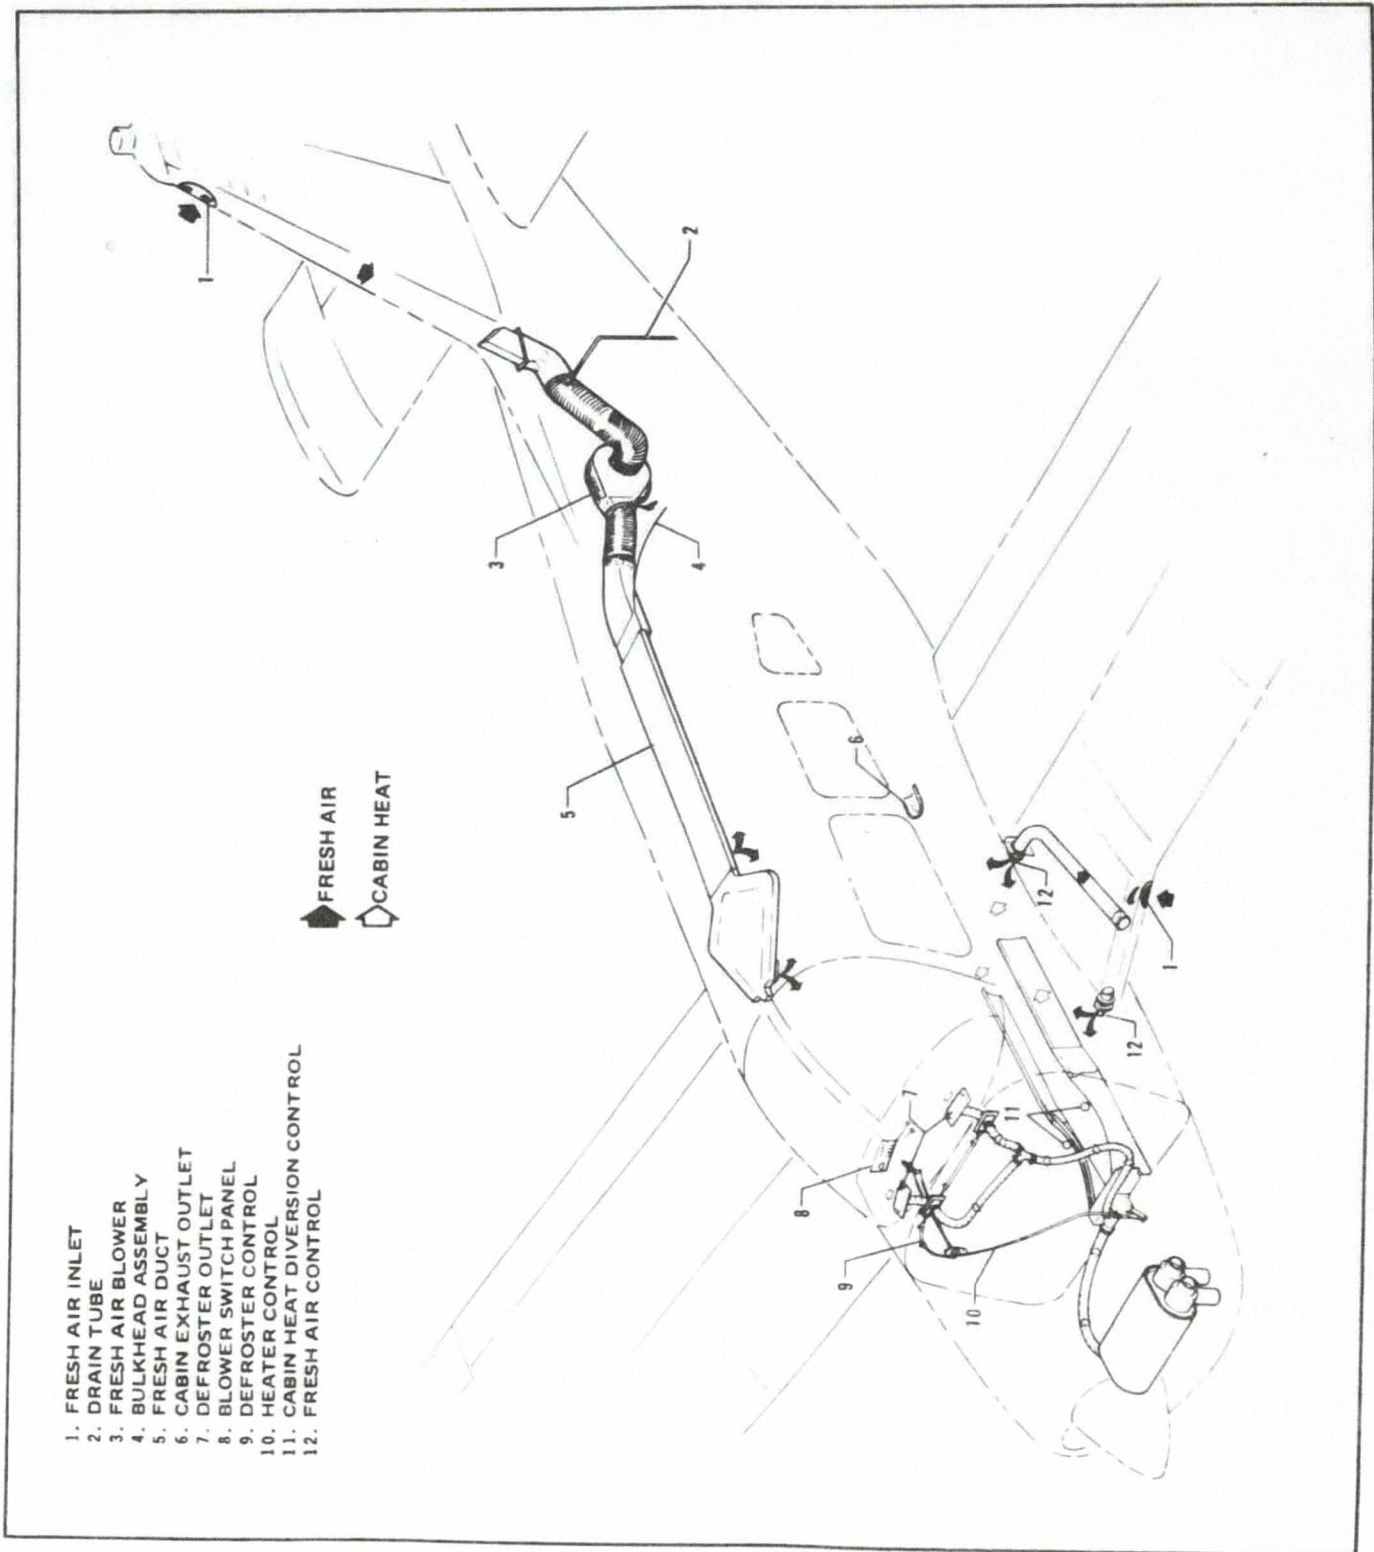 1. FRESH AIR INLET
2. DRAIN TUBE
3. FRESH AIR BLOWER
4. BULKHEAD ASSEMBLY
5. FRESH AIR DUCT
6. CABIN EXHAUST OUTLET
7. DEFROSTER OUTLET
8. BLOWER SWITCH PANEL
9. DEFROSTER CONTROL
10. HEATER CONTROL
11. CABIN HEAT DIVERSION CONTROL
12. FRESH AIR CONTROL
FRESH AIR
CABIN HEAT
1
2
3
4
5
6
12
1
12
11
7
8
9
10